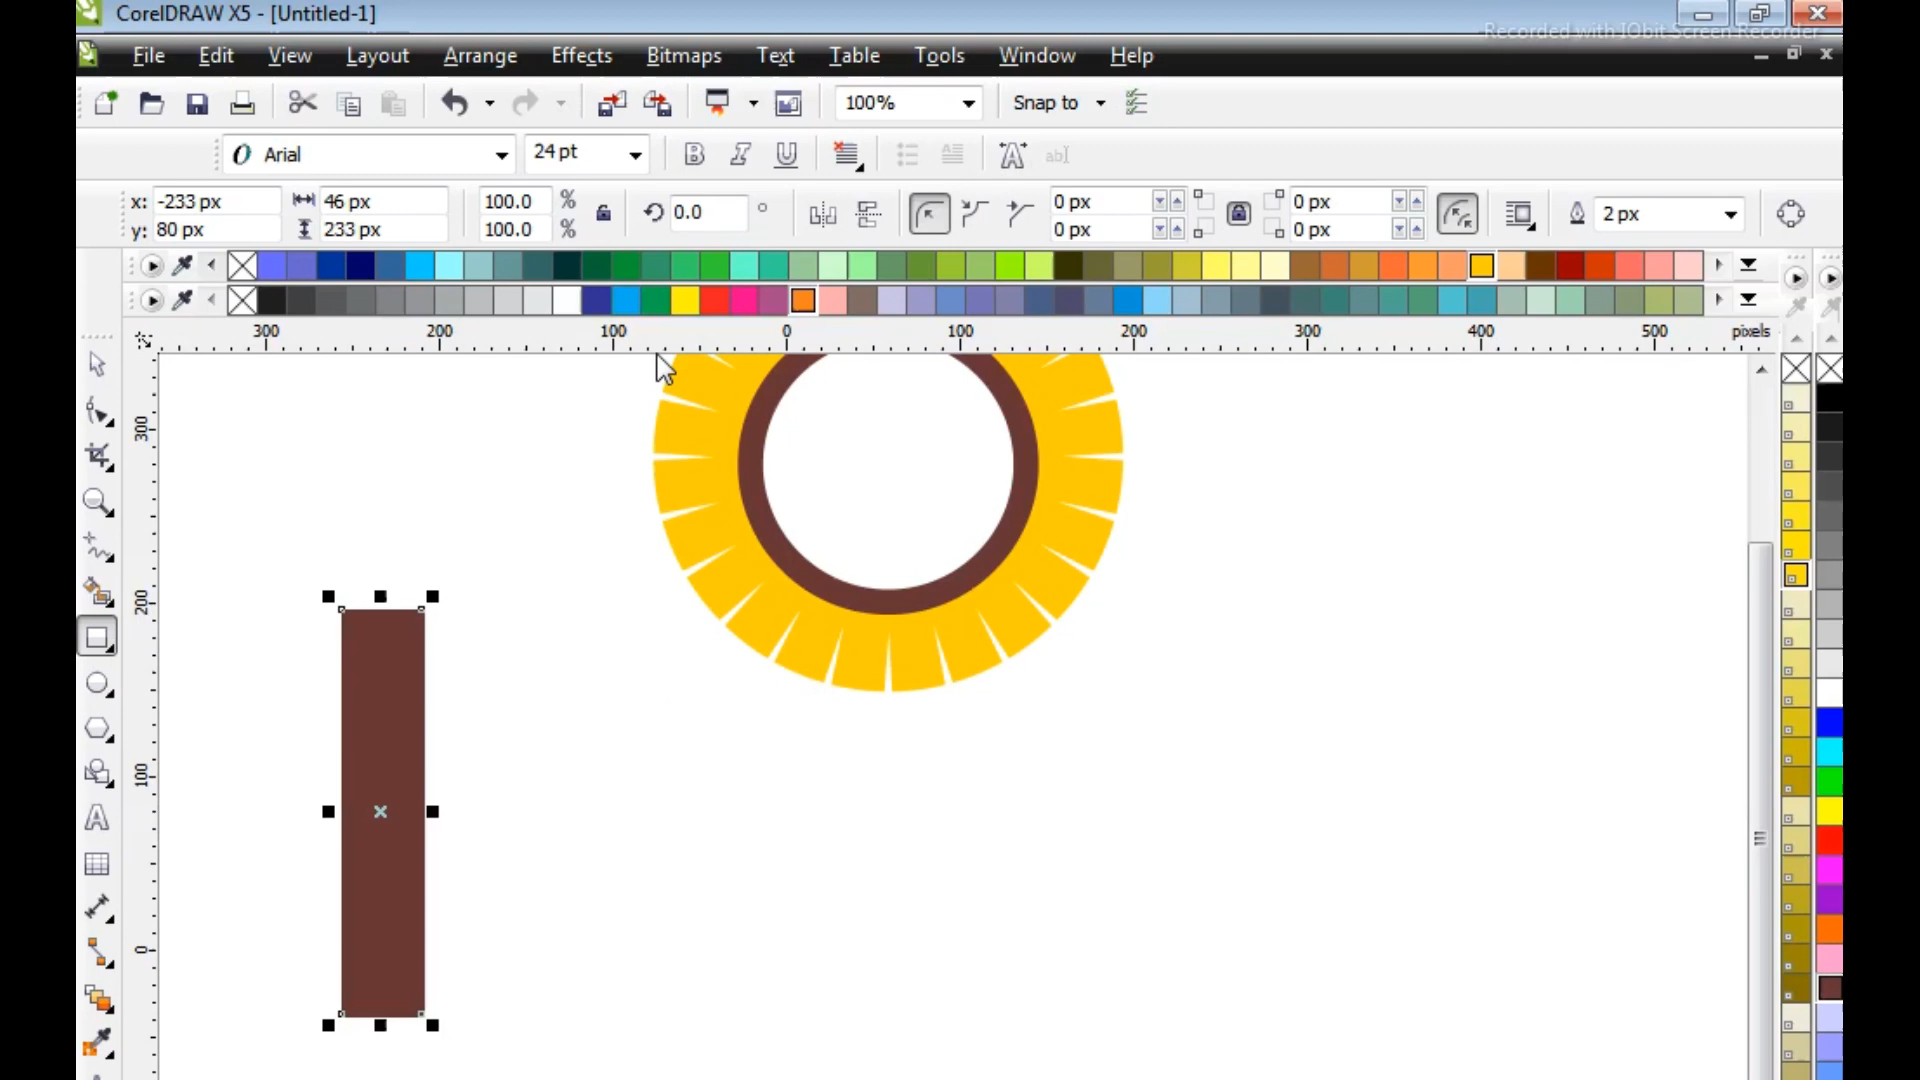 CorelDRAW X5 - [Untitled-1]
Recorded with IObit Screen Recorder
File Edit View Layout Arrange Effects Bitmaps Text Table Tools Window Help
100% Snap to
Arial 24 pt B I U A ab
x: -233 px 46 px 100.0 % 0.0 ° 0 px 0 px 2 px
y: 80 px 233 px 100.0 % 0 px 0 px
300 200 100 0 100 200 300 400 500 pixels
300
200
100
0